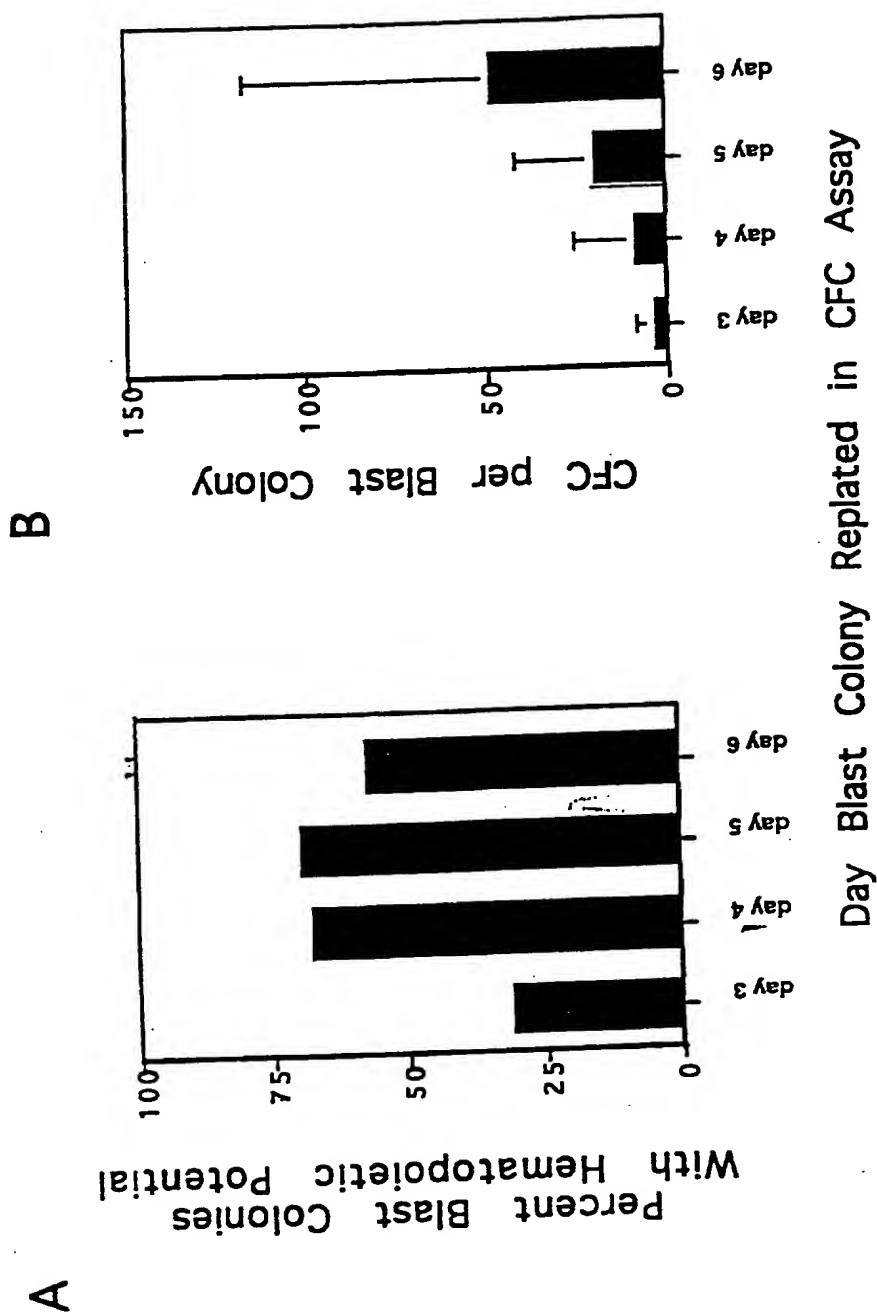 A
Percent Blast Colonies
With Hematopoietic Potential
100
75
50
25
0
day 3
day 4
day 5
day 6
B
CFC per Blast Colony
150
100
50
0
day 3
day 4
day 5
day 6
Day Blast Colony Replated in CFC Assay